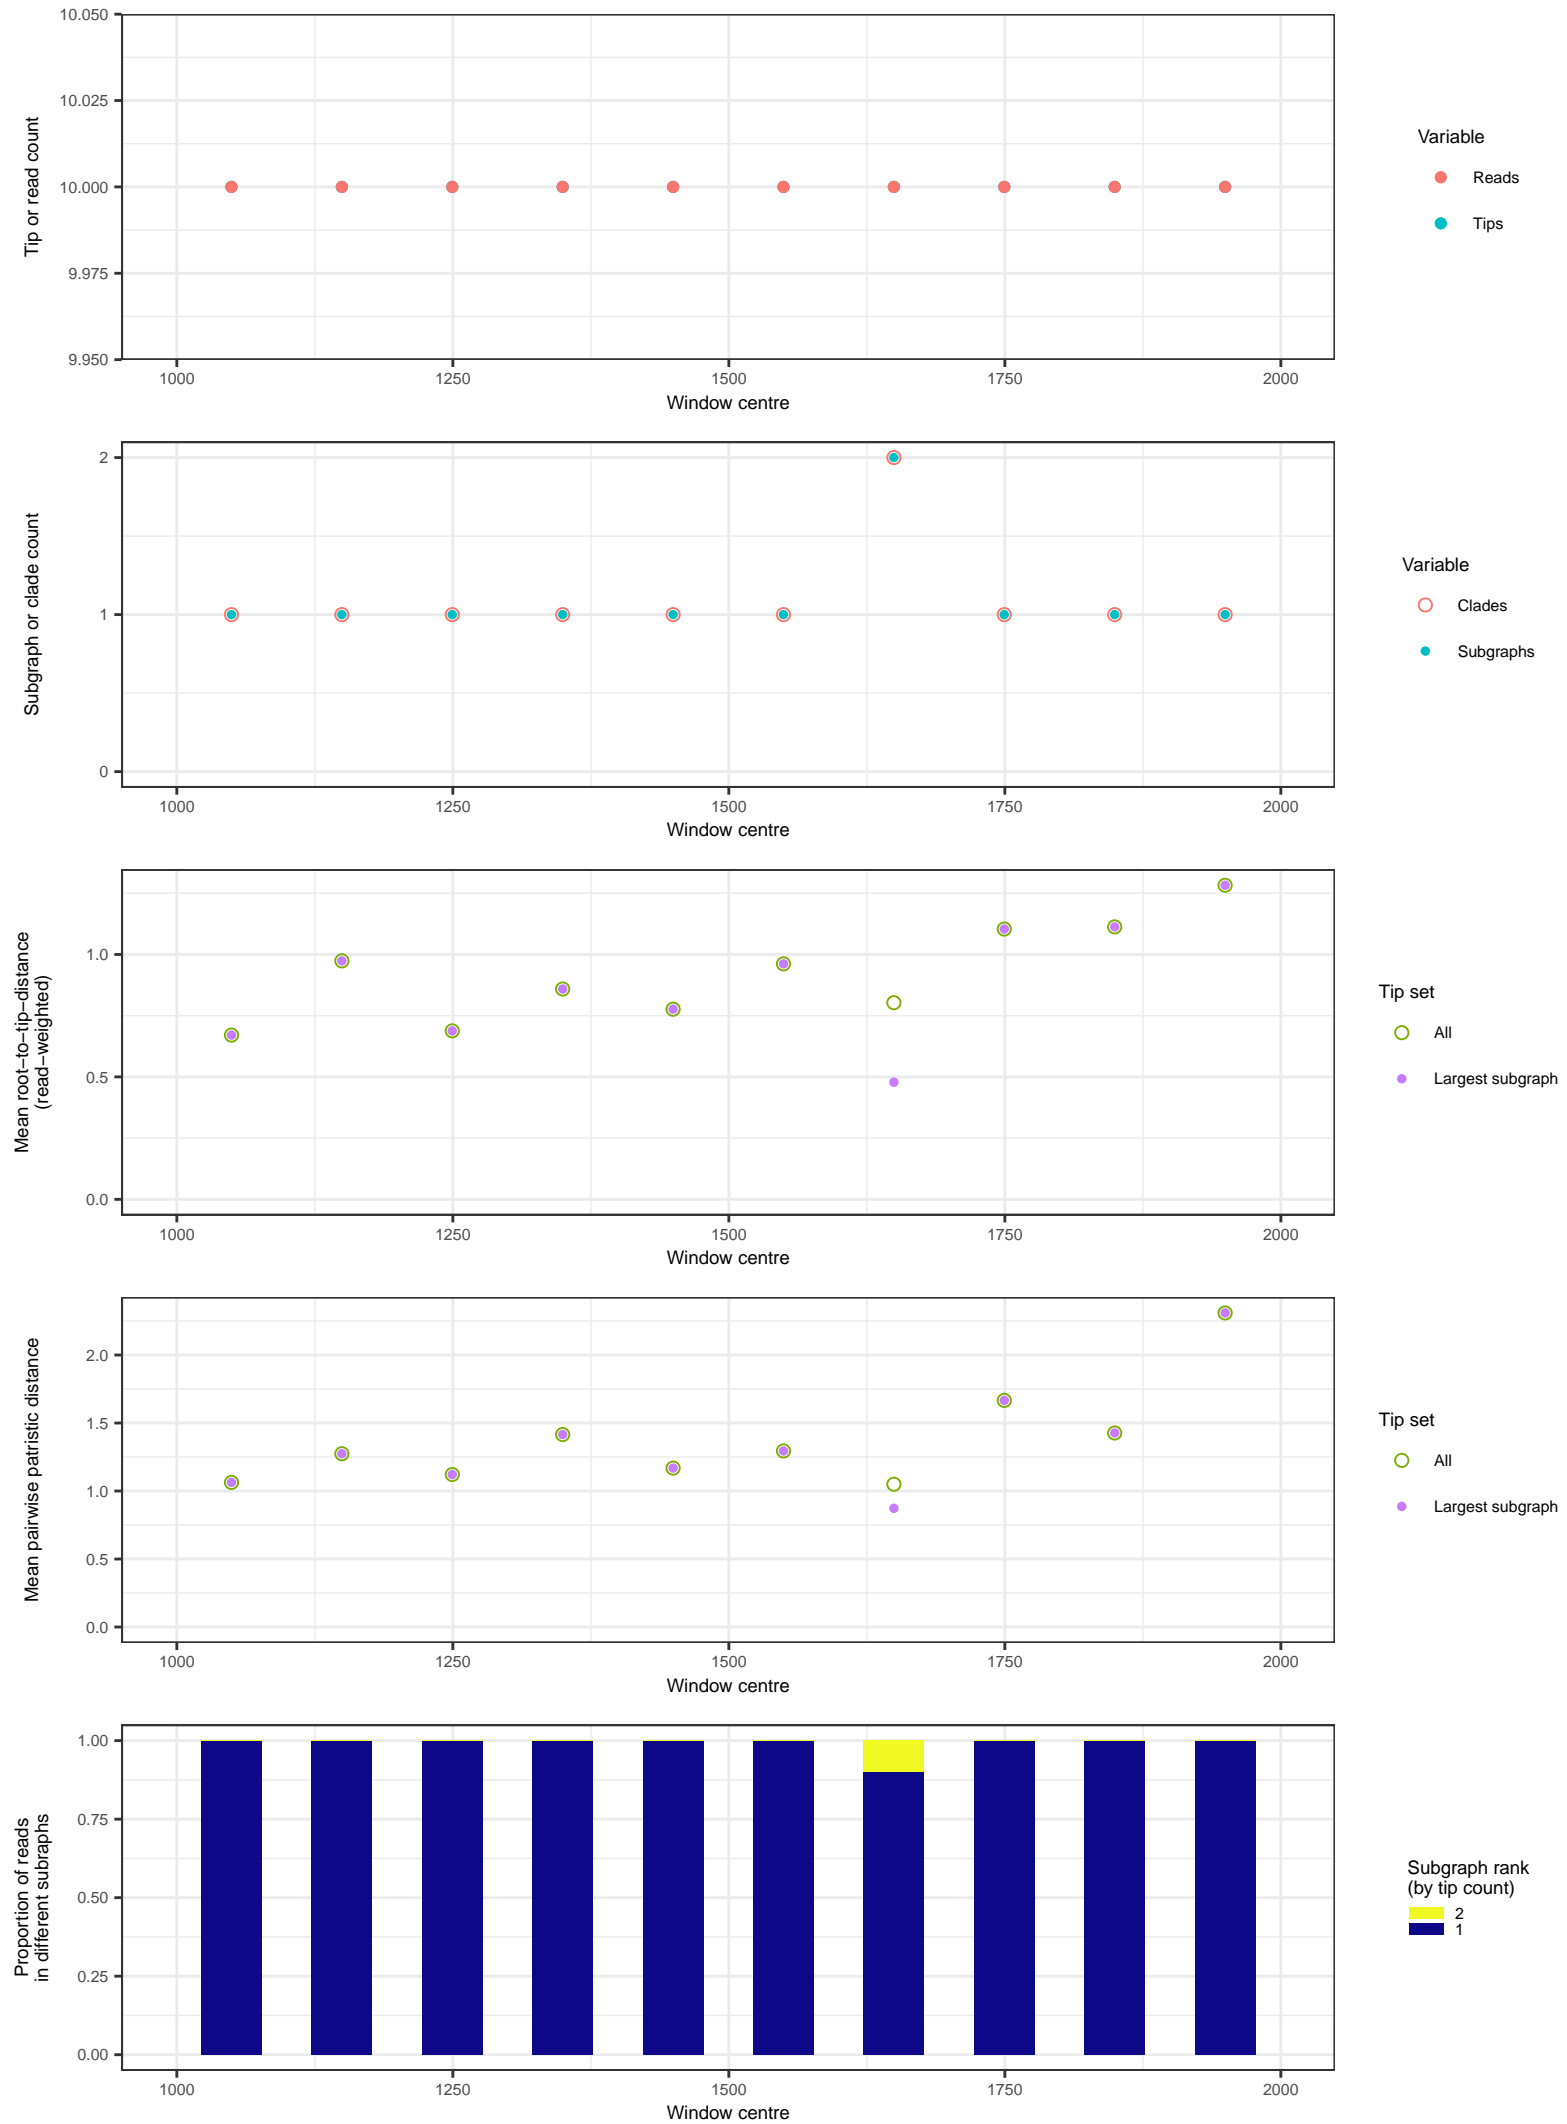 10.050
10.025
10.000
9.975
9.950
Tip or read count
1000 1250 1500 1750 2000
Window centre
Variable
Reads
Tips
2
1
0
Subgraph or clade count
1000 1250 1500 1750 2000
Window centre
Variable
Clades
Subgraphs
1.0
0.5
0.0
Mean root−to−tip−distance
(read−weighted)
1000 1250 1500 1750 2000
Window centre
Tip set
All
Largest subgraph
2.0
1.5
1.0
0.5
0.0
Mean pairwise patristic distance
1000 1250 1500 1750 2000
Window centre
Tip set
All
Largest subgraph
1.00
0.75
0.50
0.25
0.00
Proportion of reads
in different subraphs
1000 1250 1500 1750 2000
Window centre
Subgraph rank
(by tip count)
2
1